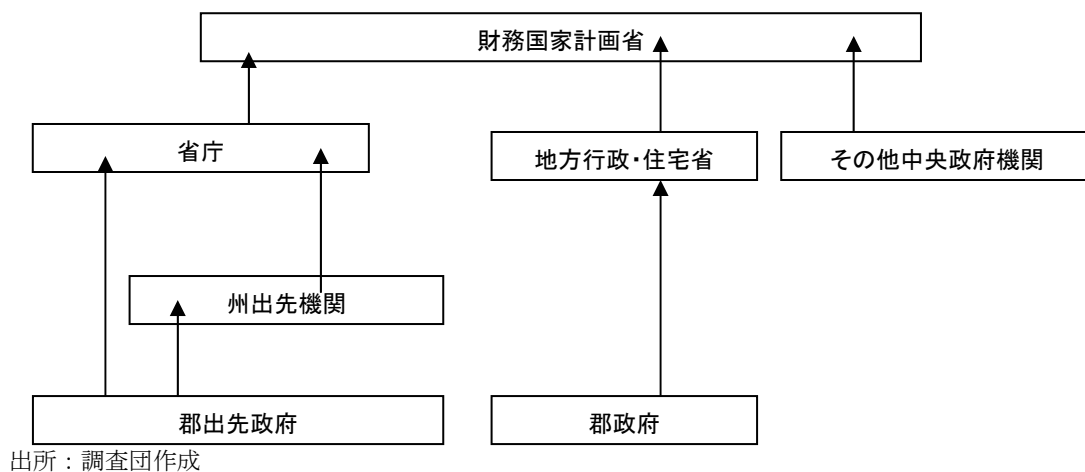 財務国家計画省
省庁
地方行政・住宅省
その他中央政府機関
州出先機関
郡出先政府
郡政府
出所：調査団作成